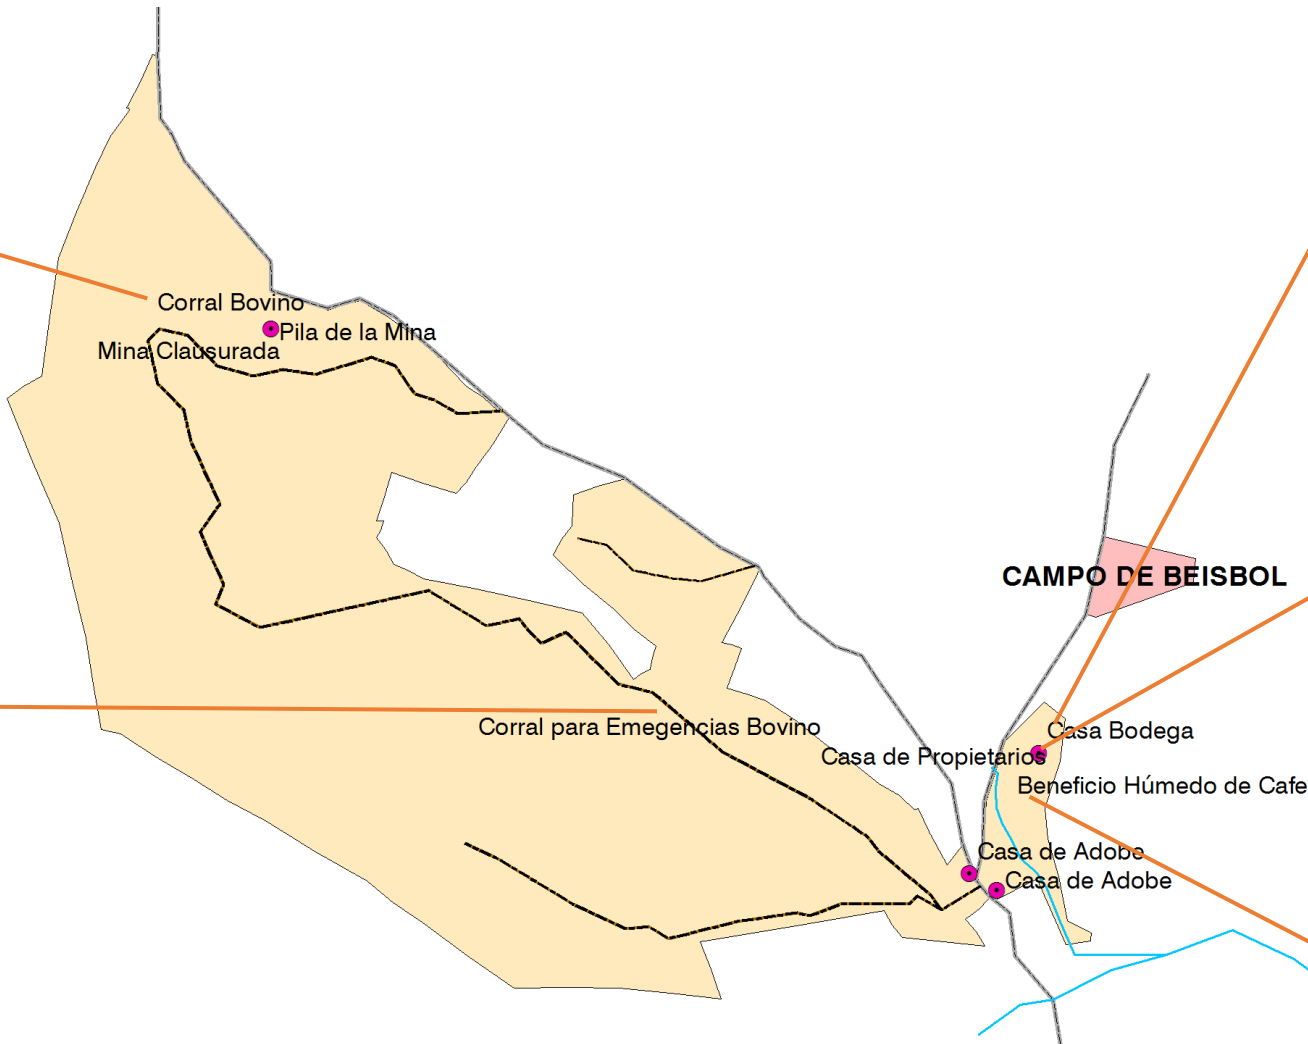 Corral Bovino
Pila de la Mina
Mina Clausurada
CAMPO DE BEISBOL
Corral para Emegencias Bovino
Casa Bodega
Casa de Propietarios
Beneficio Húmedo de Cafe
Casa de Adobe
Casa de Adobe